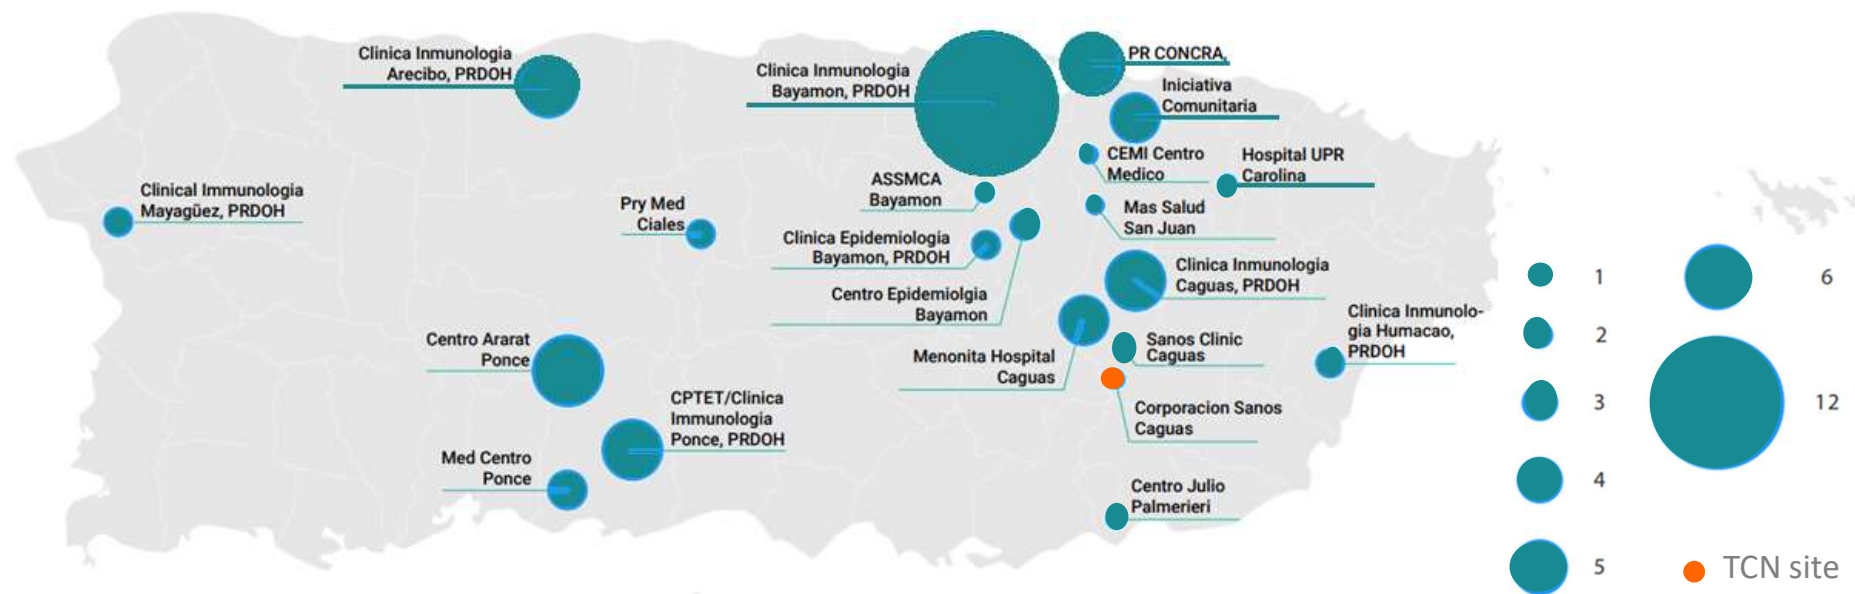 Clinica Inmunologia
Arecibo, PRDOH
Clinica Inmunologia
Bayamon, PRDOH
PR CONCRA,
Iniciativa
Comunitaria
CEMI Centro
Medico
Hospital UPR
Carolina
Clinical Immunologia
Mayagüez, PRDOH
Pry Med
Ciales
ASSMCA
Bayamon
Mas Salud
San Juan
Clinica Epidemiologia
Bayamon, PRDOH
Centro Epidemiolgia
Bayamon
Clinica Inmunologia
Caguas, PRDOH
Clinica Inmunolo-
gia Humacao,
PRDOH
Centro Ararat
Ponce
Menonita Hospital
Caguas
Sanos Clinic
Caguas
CPTET/Clinica
Immunologia
Ponce, PRDOH
Corporacion Sanos
Caguas
Med Centro
Ponce
Centro Julio
Palmerieri
1
2
3
4
5
6
12
TCN site